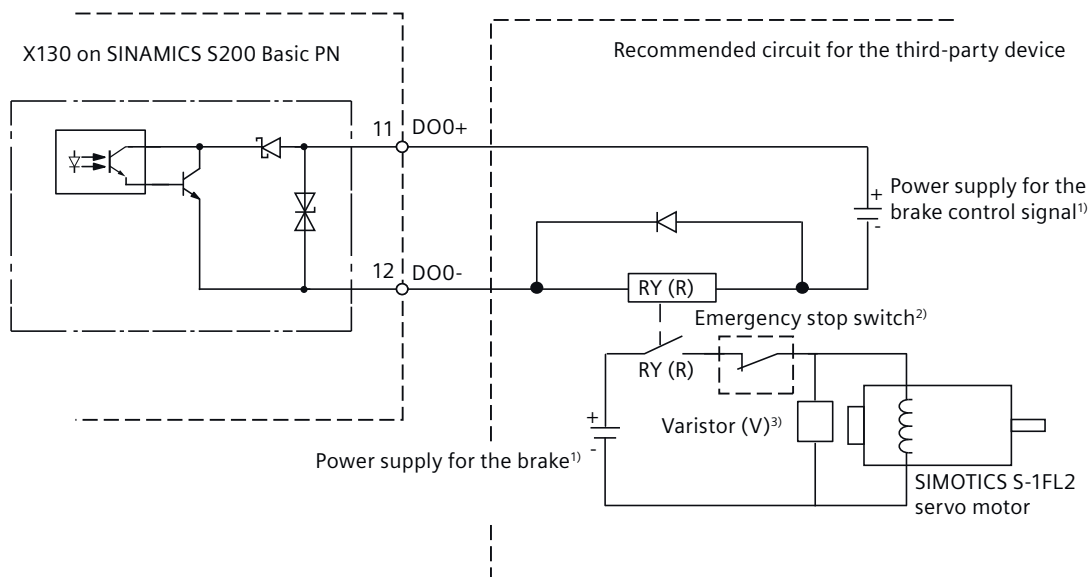 X130 on SINAMICS S200 Basic PN
Recommended circuit for the third-party device
11 DO0+
+
Power supply for the
brake control signal¹⁾
-
12 DO0-
RY (R)
Emergency stop switch²⁾
RY (R)
+
Varistor (V)³⁾
-
Power supply for the brake¹⁾
SIMOTICS S-1FL2
servo motor